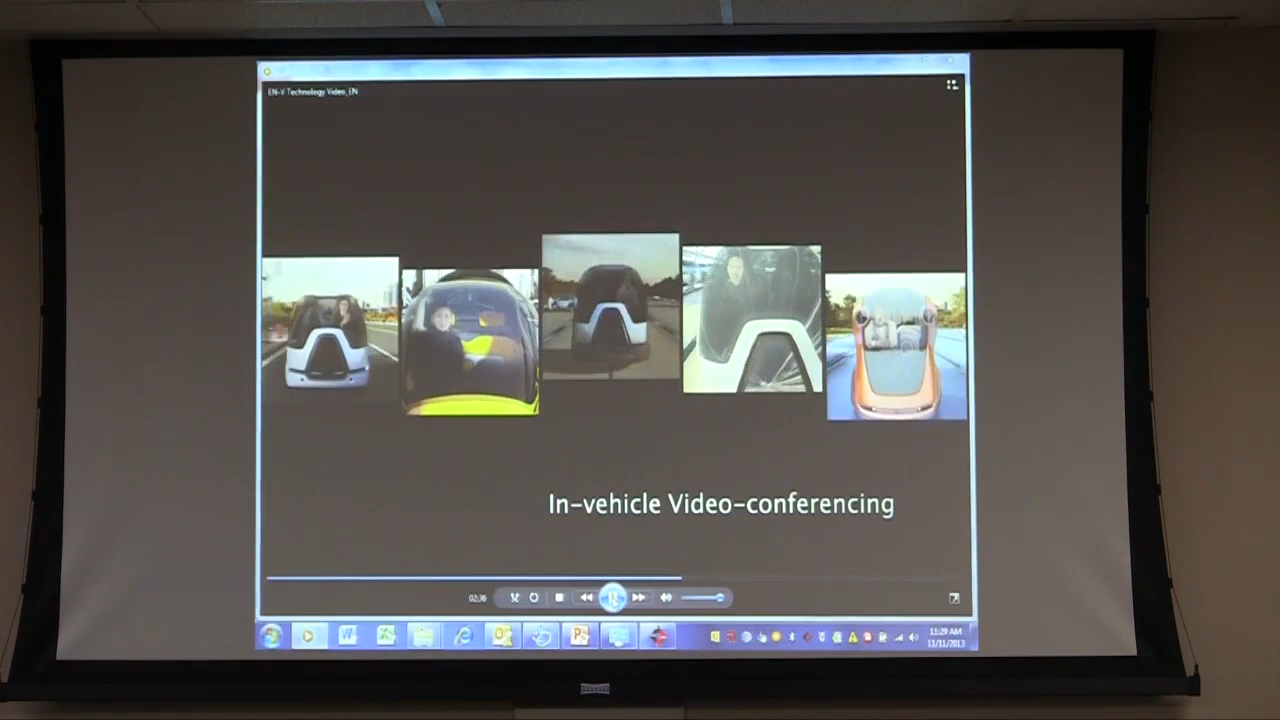 EN-V Technology Video_EN
In-vehicle Video-conferencing
02:36
11:29 AM
11/11/2013